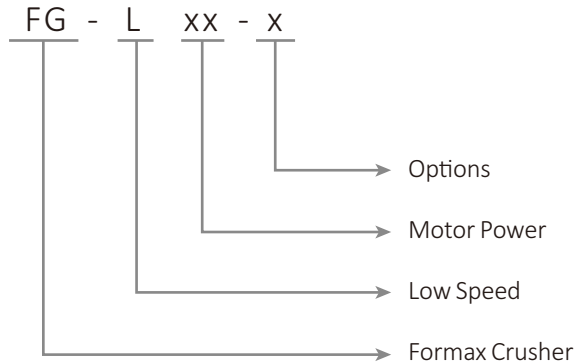 FG - L xx - x
Options
Motor Power
Low Speed
Formax Crusher